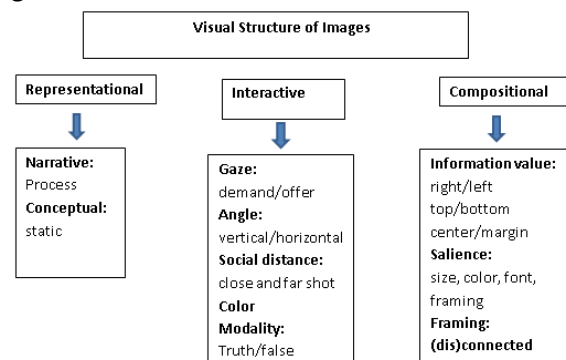 Visual Structure of Images
Representational
Narrative:
Process
Conceptual:
static
Interactive
Gaze:
demand/offer
Angle:
vertical/horizontal
Social distance:
close and far shot
Color
Modality:
Truth/false
Compositional
Information value:
right/left
top/bottom
center/margin
Salience:
size, color, font,
framing
Framing:
(dis)connected